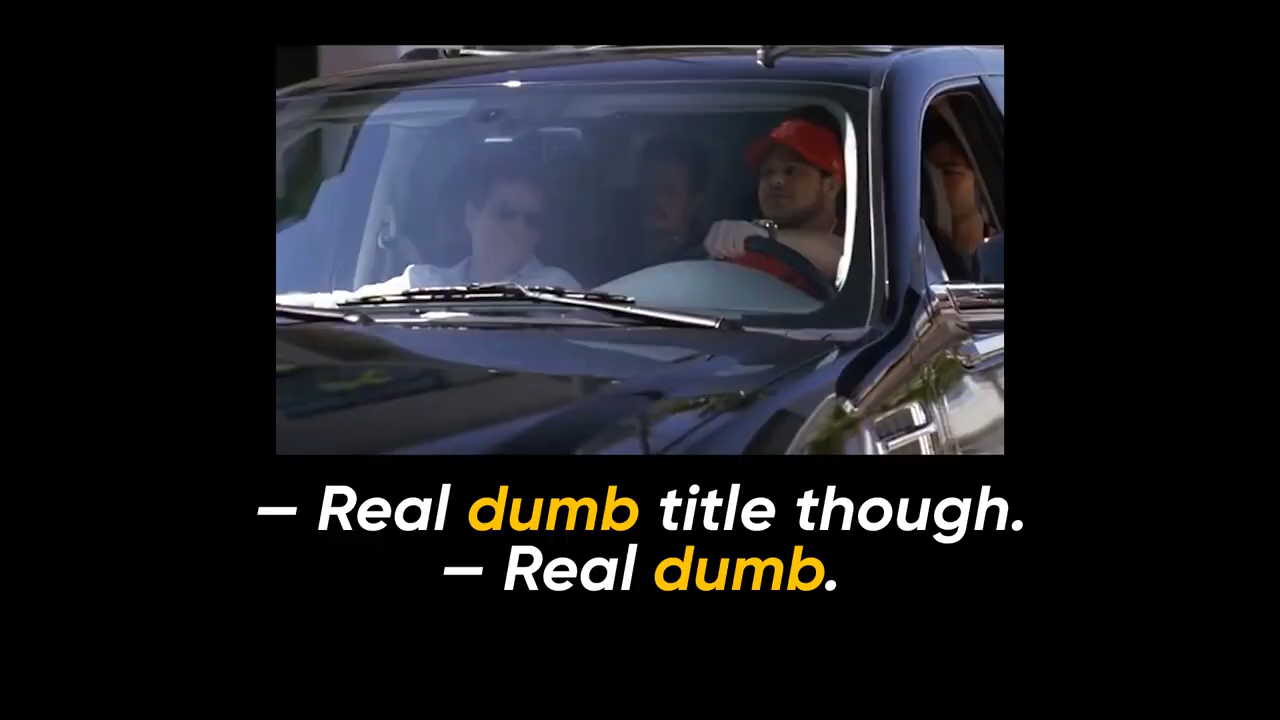 – Real dumb title though.
– Real dumb.